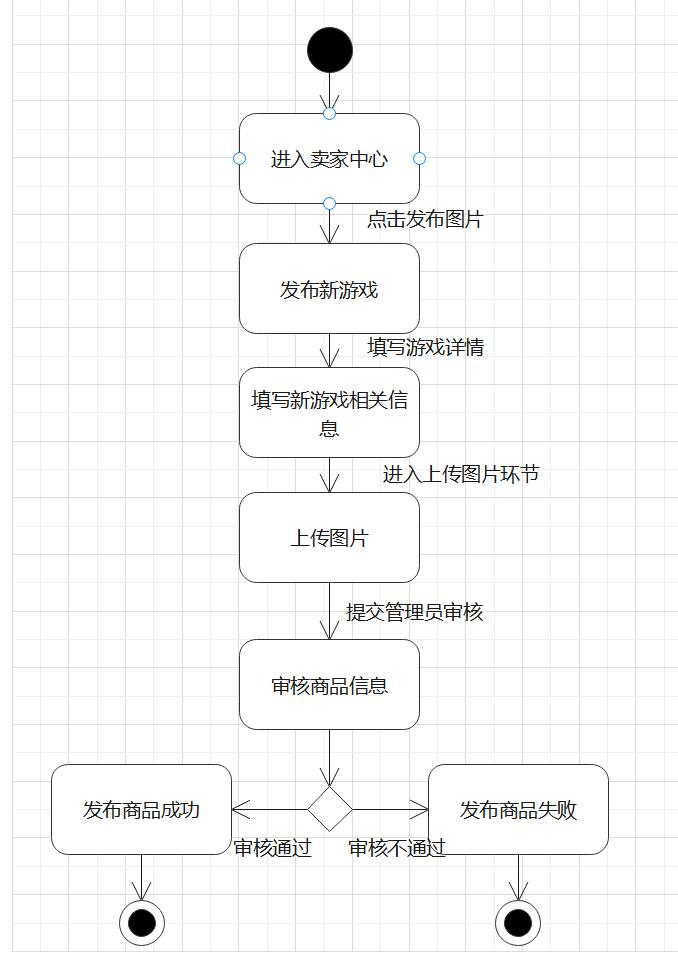 进入卖家中心
点击发布图片
发布新游戏
填写游戏详情
填写新游戏相关信
息
进入上传图片环节
上传图片
提交管理员审核
审核商品信息
发布商品成功
发布商品失败
审核通过
审核不通过